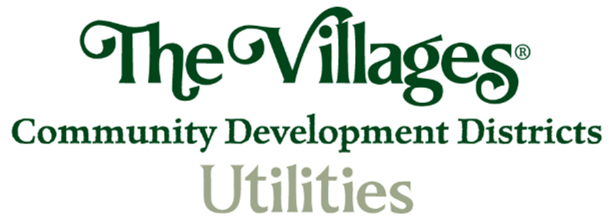 The Villages®
Community Development Districts
Utilities